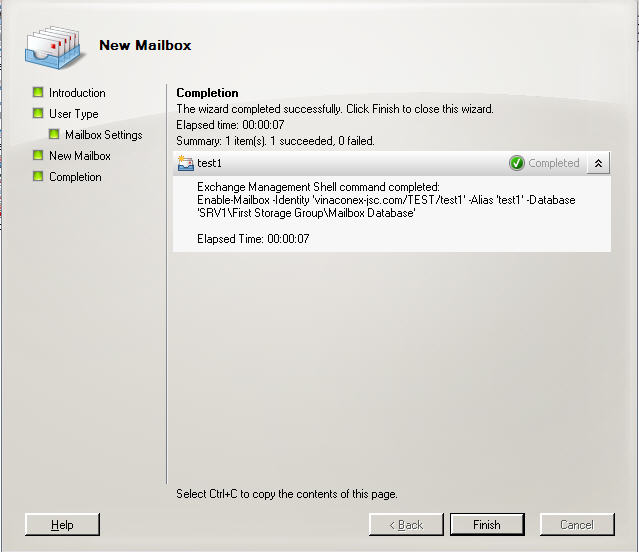 New Mailbox
Introduction
User Type
Mailbox Settings
New Mailbox
Completion
Completion
The wizard completed successfully. Click Finish to close this wizard.
Elapsed time: 00:00:07
Summary: 1 item(s). 1 succeeded, 0 failed.
test1 Completed
Exchange Management Shell command completed:
Enable-Mailbox -Identity 'vinaconex-jsc.com/TEST/test1' -Alias 'test1' -Database
'SRV1\First Storage Group\Mailbox Database'
Elapsed Time: 00:00:07
Select Ctrl+C to copy the contents of this page.
Help < Back Finish Cancel